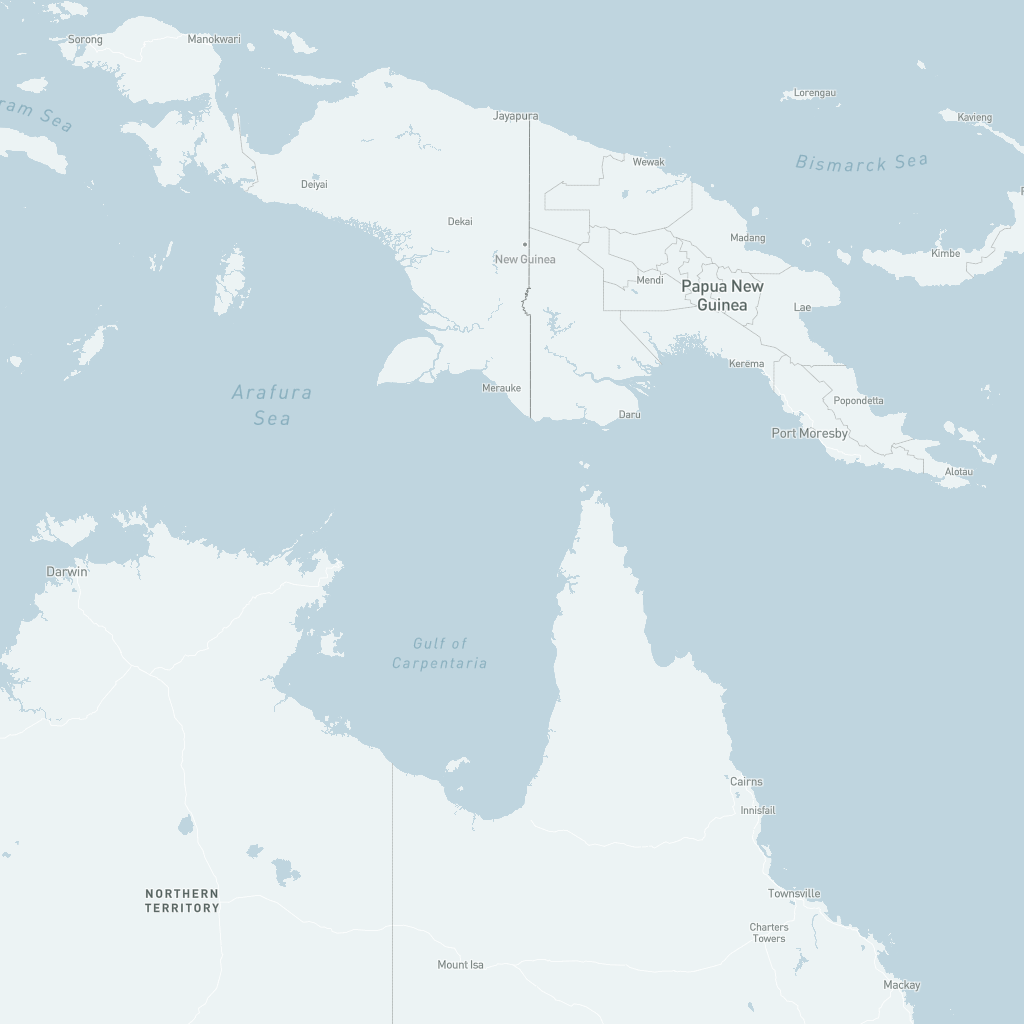 Sorong
Manokwari
ram Sea
Lorengau
Kavieng
Jayapura
Bismarck Sea
Wewak
Deiyai
Dekai
Madang
Kimbe
New Guinea
Mendi
Papua New
Guinea
Lae
Kerema
Merauke
Arafura
Sea
Popondetta
Daru
Port Moresby
Alotau
Darwin
Gulf of
Carpentaria
Cairns
Innisfail
NORTHERN
TERRITORY
Townsville
Charters
Towers
Mount Isa
Mackay